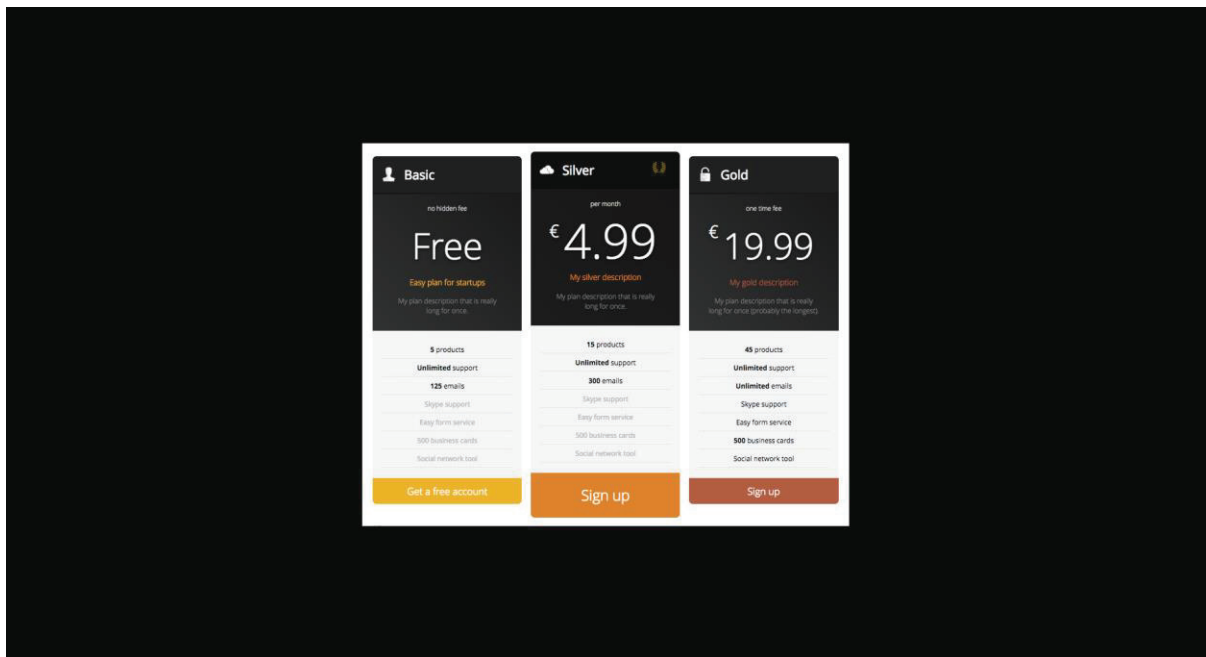 Basic
no hidden fee
Free
Easy plan for startups
My plan description that is really
long for once.
5 products
Unlimited support
125 emails
Skype support
Easy form service
500 business cards
Social network tool
Get a free account
Silver
per month
€4.99
My silver description
My plan description that is really
long for once.
15 products
Unlimited support
300 emails
Skype support
Easy form service
500 business cards
Social network tool
Sign up
Gold
one time fee
€19.99
My gold description
My plan description that is really
long for once (probably the longest)
45 products
Unlimited support
Unlimited emails
Skype support
Easy form service
500 business cards
Social network tool
Sign up